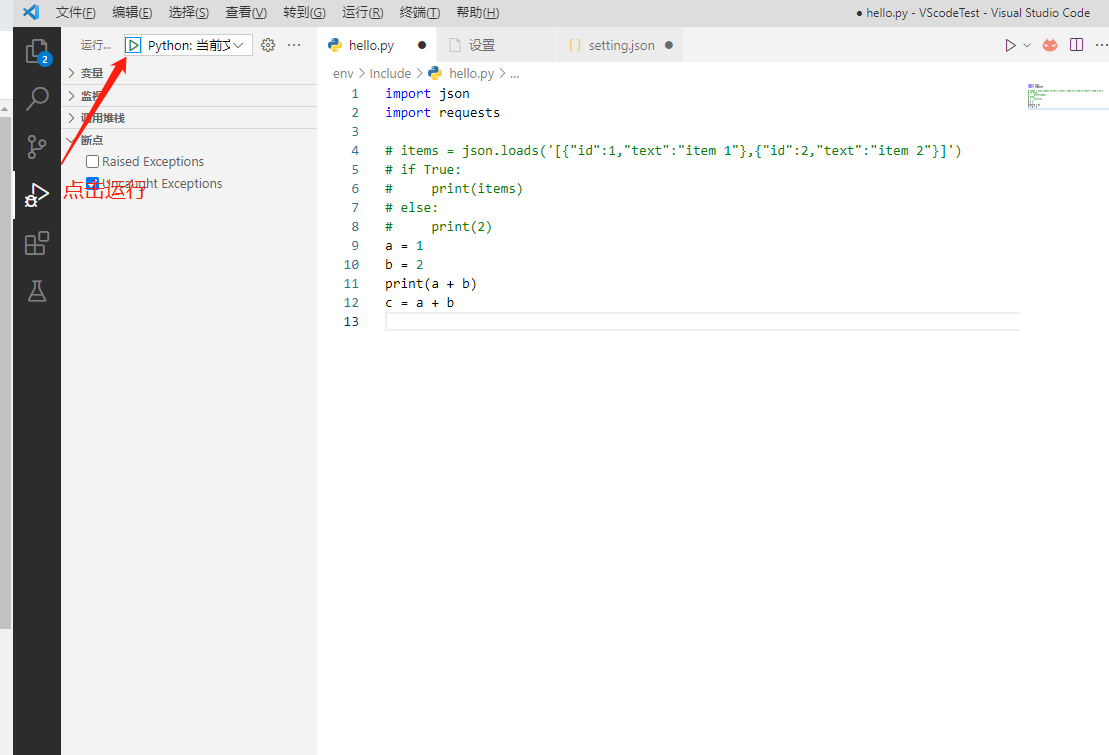 文件(F) 编辑(E) 选择(S) 查看(V) 转到(G) 运行(R) 终端(T) 帮助(H) ● hello.py - VScodeTest - Visual Studio Code
运行... Python: 当前文 ...
hello.py ● 设置 setting.json ●
env > Include > hello.py > ...
2
变量
监视
调用堆栈
断点
Raised Exceptions
Uncaught Exceptions
点击运行
1 import json
2 import requests
3
4 # items = json.loads('[{"id":1,"text":"item 1"},{"id":2,"text":"item 2"}]')
5 # if True:
6 #     print(items)
7 # else:
8 #     print(2)
9 a = 1
10 b = 2
11 print(a + b)
12 c = a + b
13